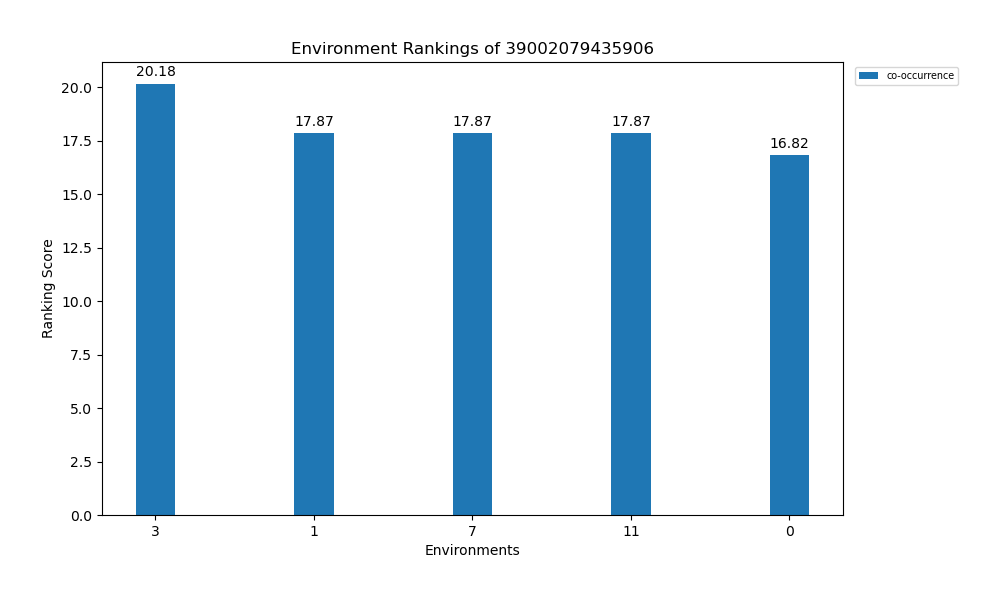 Environment Rankings of 39002079435906
20.18
17.87
17.87
17.87
16.82
co-occurrence
20.0
17.5
15.0
12.5
10.0
7.5
5.0
2.5
0.0
Ranking Score
3 1 7 11 0
Environments